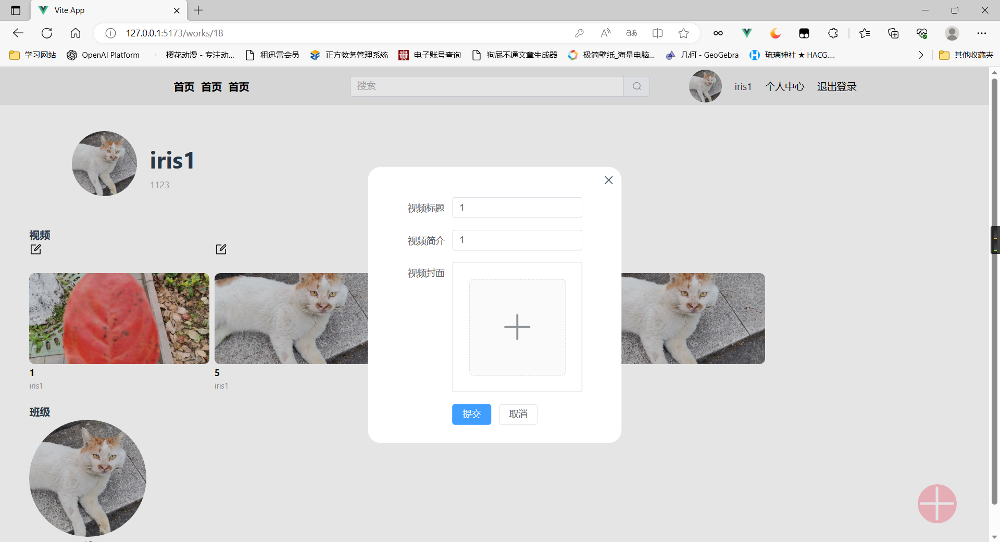 Vite App
127.0.0.1:5173/works/18
学习网站 OpenAI Platform 樱花动漫 - 专注动... 租迅雷会员 正方教务管理系统 电子账号查询 狗屁不通文章生成器 极简壁纸_海量电脑... 几何 - GeoGebra 琉璃神社 ★ HACG.... 其他收藏夹
首页 首页 首页 搜索 iris1 个人中心 退出登录
iris1
1123
视频标题 1
视频简介 1
视频封面
提交 取消
视频
1 5
iris1 iris1
班级